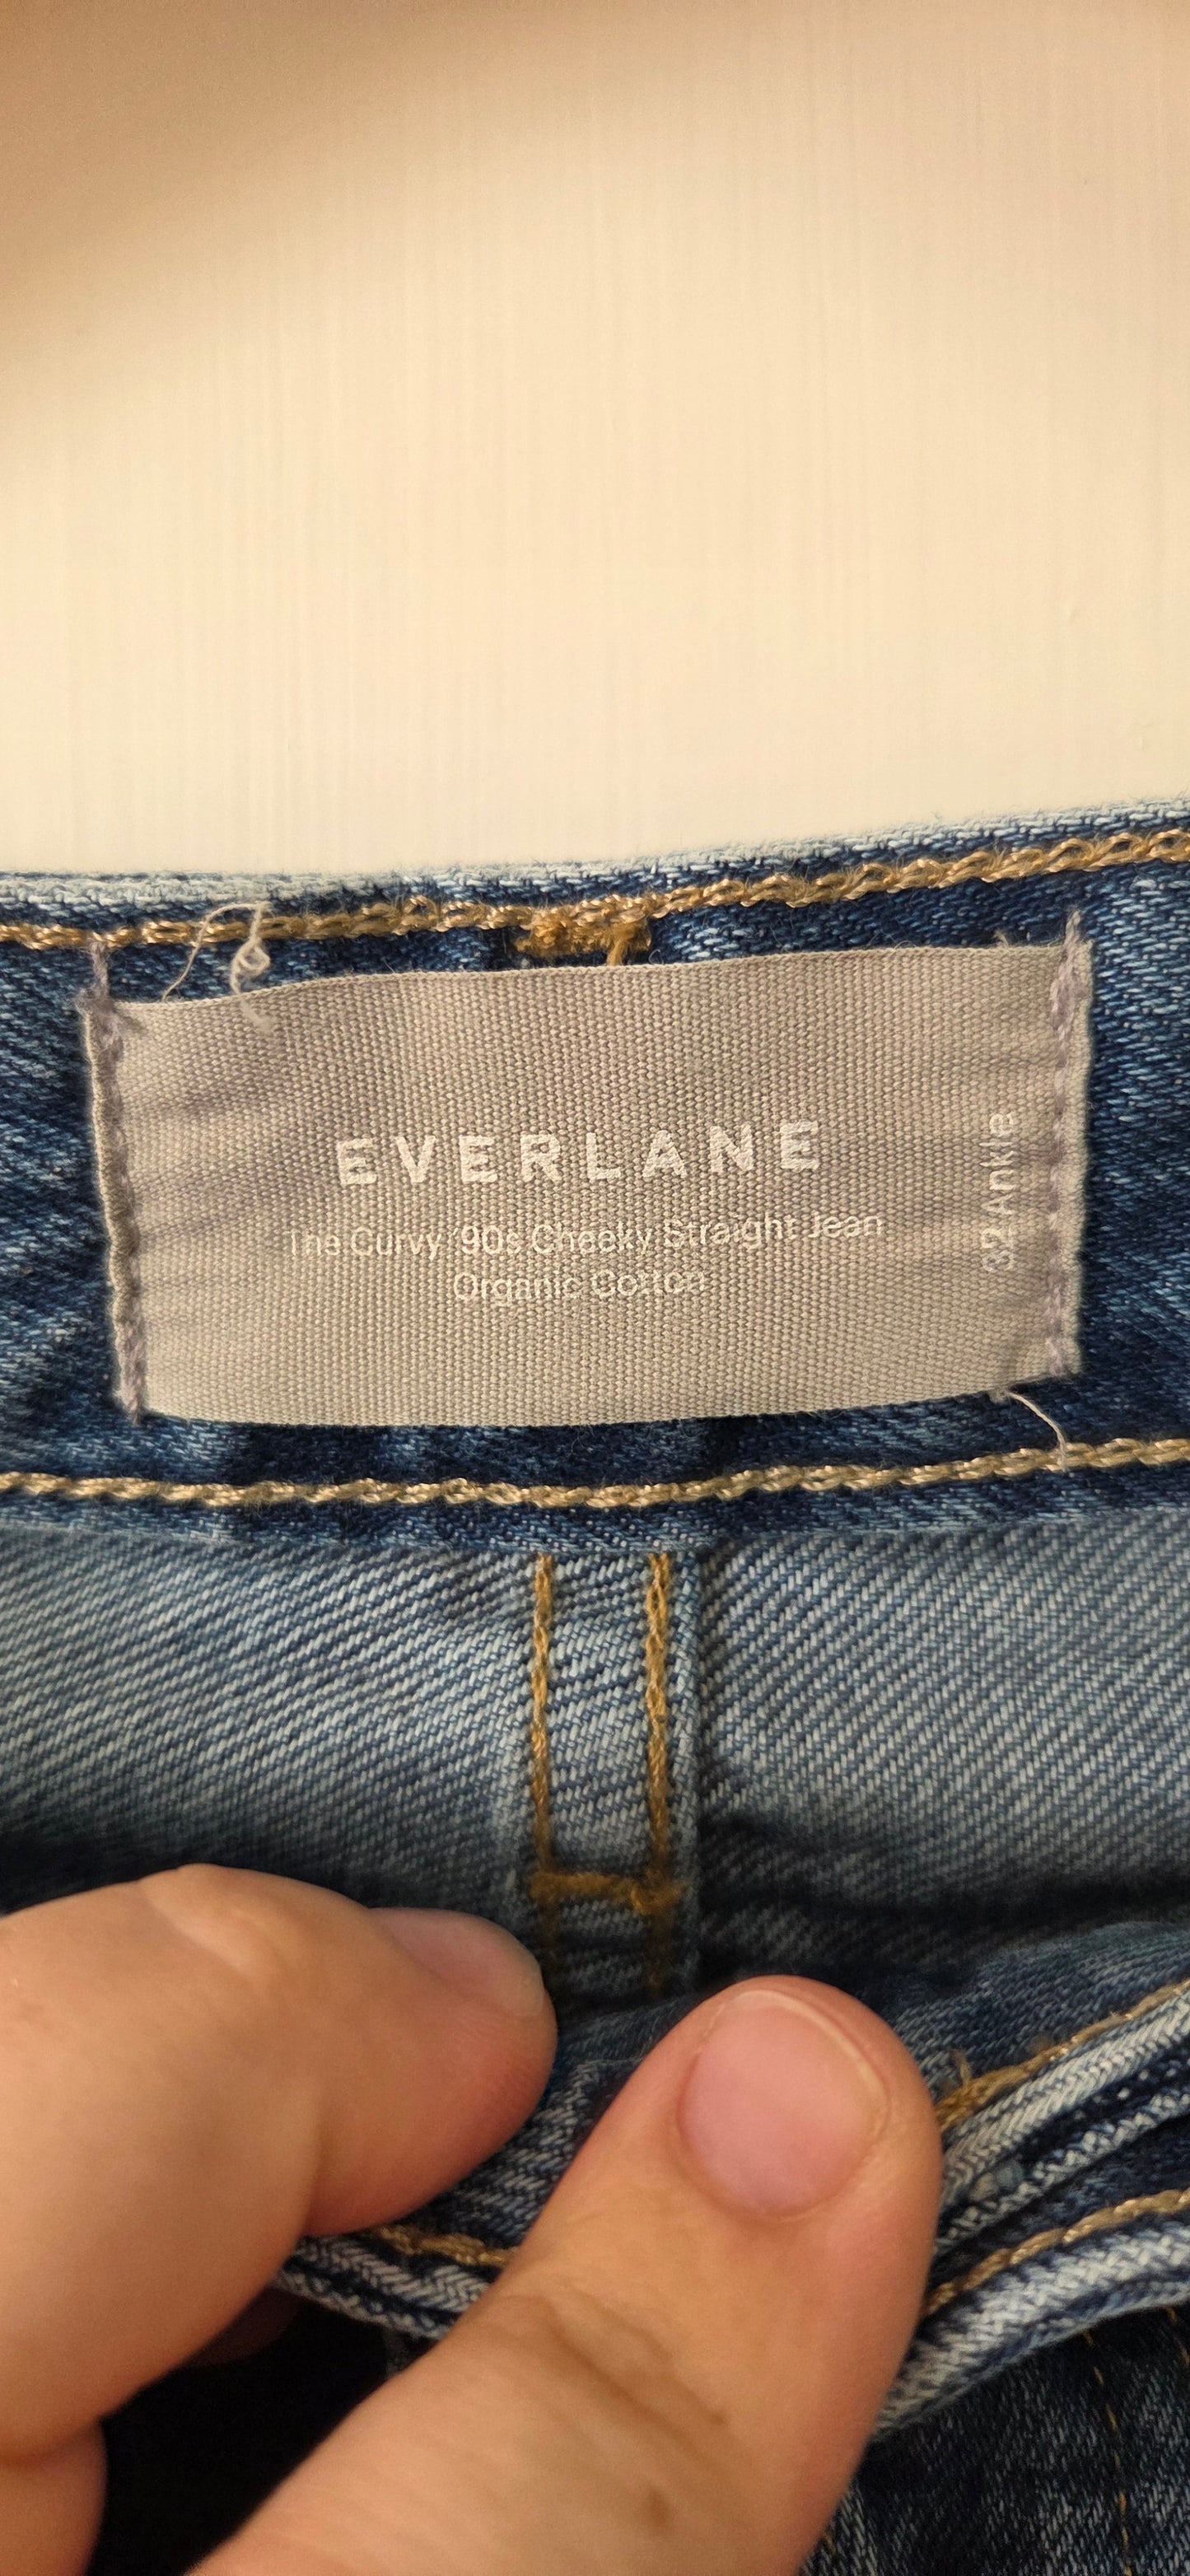 EVERLANE
The Curvy '90s Cheeky Straight Jean
Organic Cotton
32 Ankle